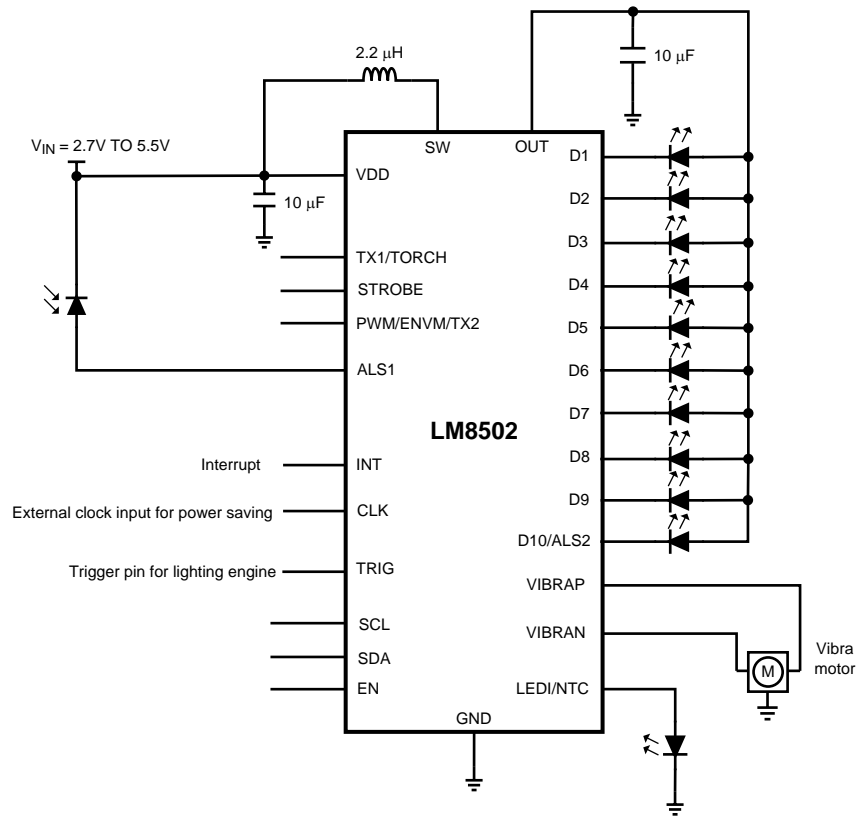 2.2 μH
10 μF
SW
OUT
V_IN = 2.7V TO 5.5V
VDD
10 μF
D1
D2
D3
D4
D5
D6
D7
D8
D9
D10/ALS2
TX1/TORCH
STROBE
PWM/ENVM/TX2
ALS1
LM8502
Interrupt
INT
External clock input for power saving
CLK
Trigger pin for lighting engine
TRIG
SCL
SDA
EN
VIBRAP
VIBRAN
LEDI/NTC
GND
M
Vibra
motor